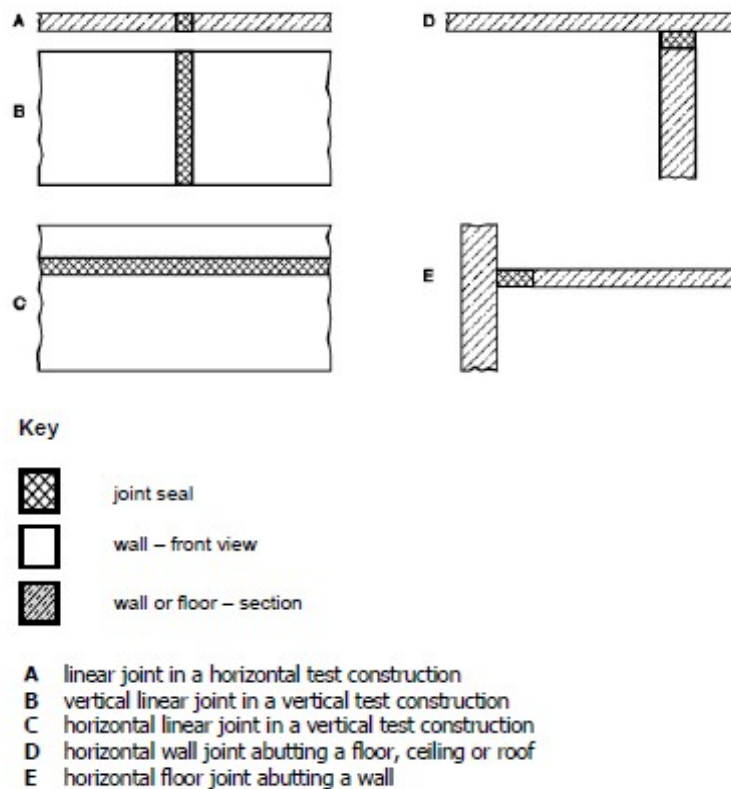 A
D
B
C
E
Key
joint seal
wall – front view
wall or floor – section
A linear joint in a horizontal test construction
B vertical linear joint in a vertical test construction
C horizontal linear joint in a vertical test construction
D horizontal wall joint abutting a floor, ceiling or roof
E horizontal floor joint abutting a wall